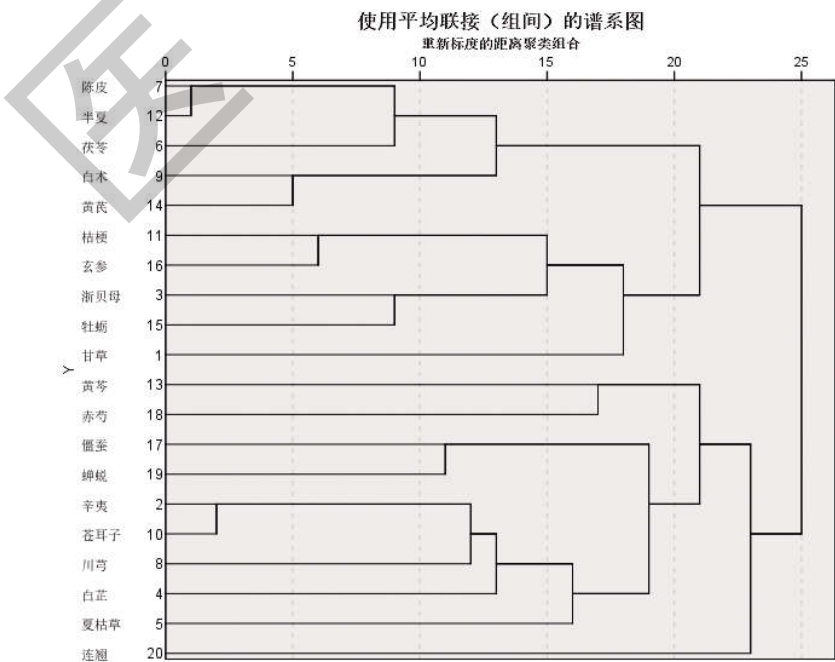 使用平均联接（组间）的谱系图
重新标度的距离聚类组合
0 5 10 15 20 25
陈皮 7
半夏 12
茯苓 6
白术 9
黄芪 14
桔梗 11
玄参 16
浙贝母 3
牡蛎 15
甘草 1
Y
黄芩 13
赤芍 18
僵蚕 17
蝉蜕 19
辛夷 2
苍耳子 10
川芎 8
白芷 4
夏枯草 5
连翘 20
医